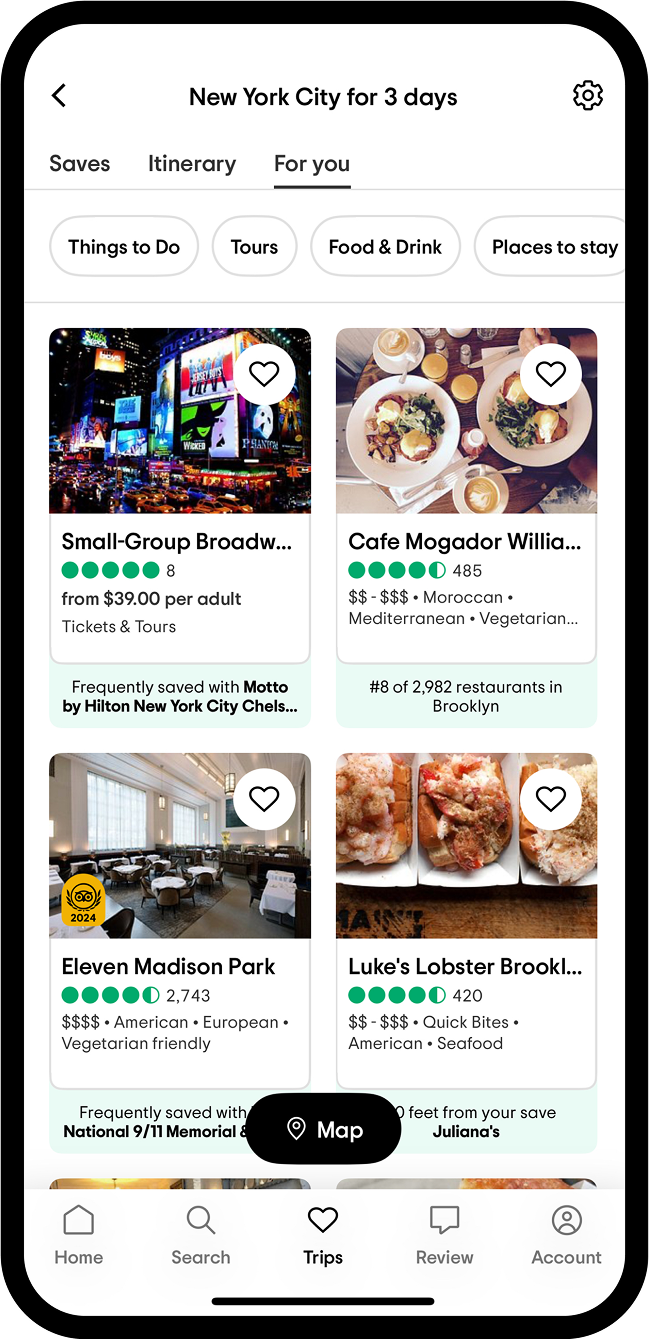 New York City for 3 days
Saves Itinerary For you
Things to Do Tours Food & Drink Places to stay
JERSEY BOYS
WICKED
PHANTOM
Small-Group Broadw...
8
from $39.00 per adult
Tickets & Tours
Frequently saved with Motto
by Hilton New York City Chels...
Cafe Mogador Willia...
485
$$ - $$$ • Moroccan •
Mediterranean • Vegetarian...
#8 of 2,982 restaurants in
Brooklyn
2024
Eleven Madison Park
2,743
$$$$ • American • European •
Vegetarian friendly
Frequently saved with
National 9/11 Memorial &
Luke's Lobster Brookl...
420
$$ - $$$ • Quick Bites •
American • Seafood
0 feet from your save
Juliana's
Map
Home Search Trips Review Account